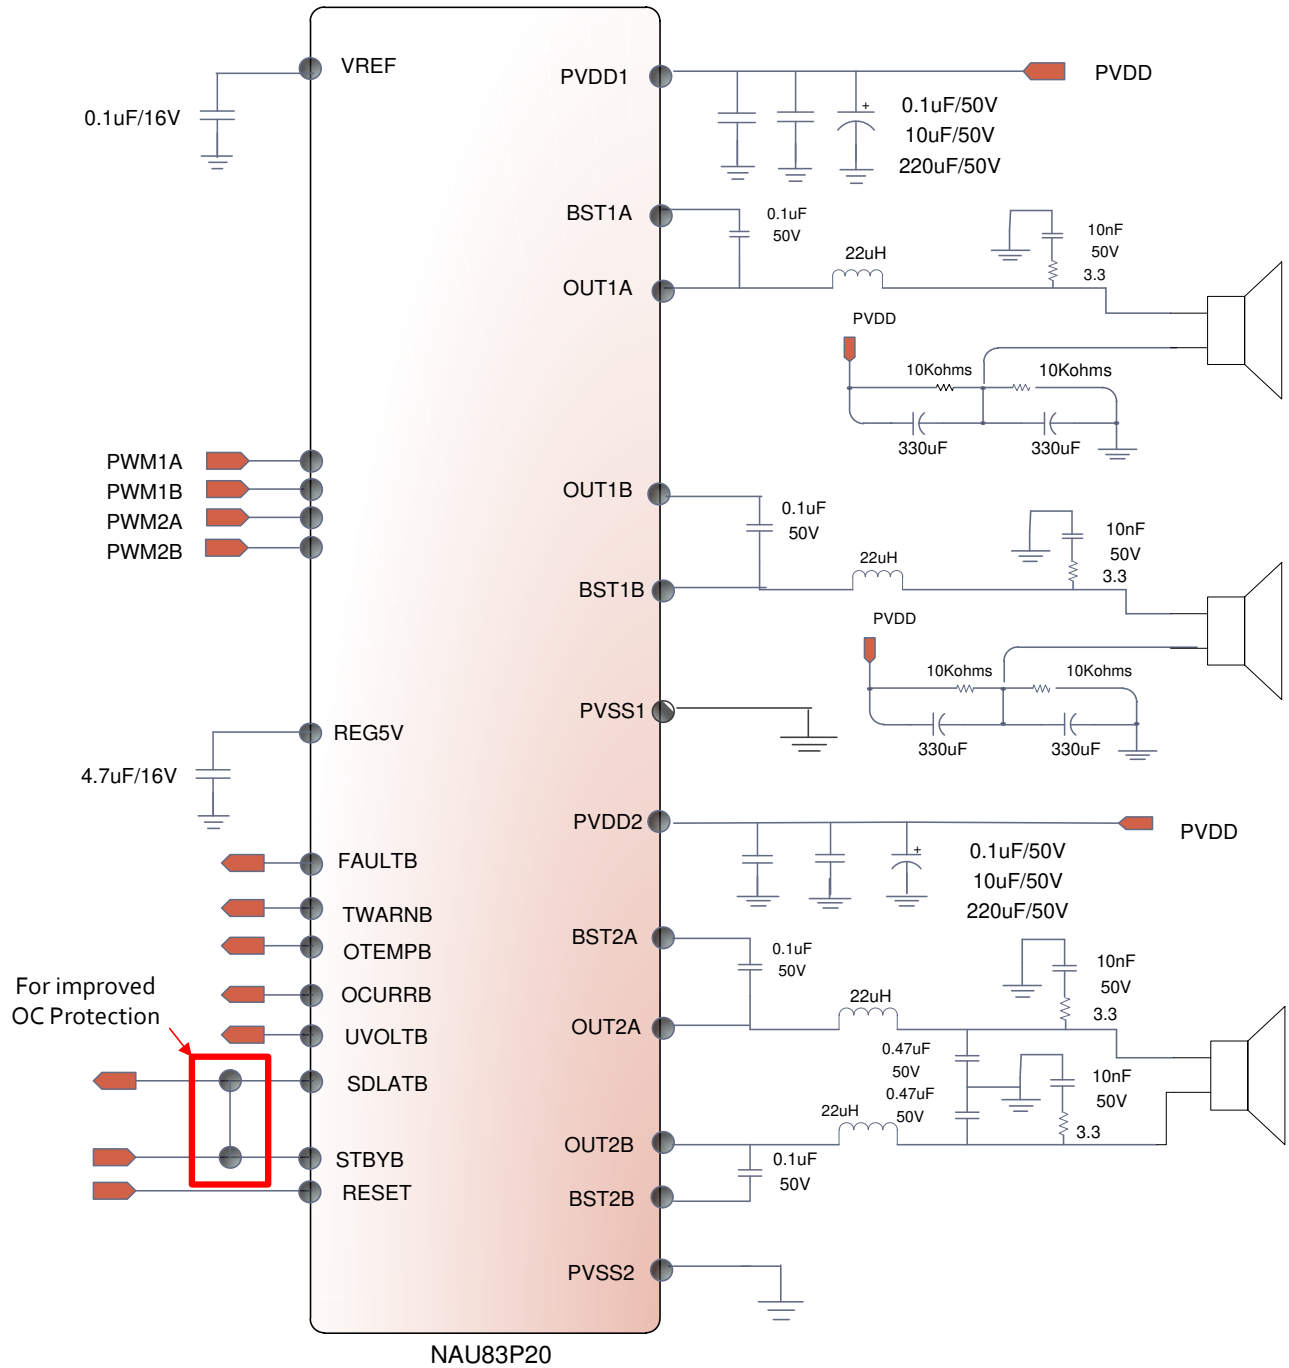 VREF
0.1uF/16V
PVDD1
PVDD
0.1uF/50V
10uF/50V
220uF/50V
BST1A
0.1uF
50V
10nF
50V
3.3
22uH
OUT1A
PVDD
10Kohms
10Kohms
330uF
330uF
PWM1A
PWM1B
PWM2A
PWM2B
OUT1B
0.1uF
50V
10nF
50V
3.3
22uH
BST1B
PVDD
10Kohms
10Kohms
330uF
330uF
PVSS1
REG5V
4.7uF/16V
PVDD2
PVDD
0.1uF/50V
10uF/50V
220uF/50V
FAULTB
TWARNB
OTEMPB
OCURRB
UVOLTB
For improved
OC Protection
SDLATB
STBYB
RESET
BST2A
0.1uF
50V
10nF
50V
3.3
22uH
OUT2A
0.47uF
50V
0.47uF
50V
10nF
50V
3.3
22uH
OUT2B
0.1uF
50V
BST2B
PVSS2
NAU83P20